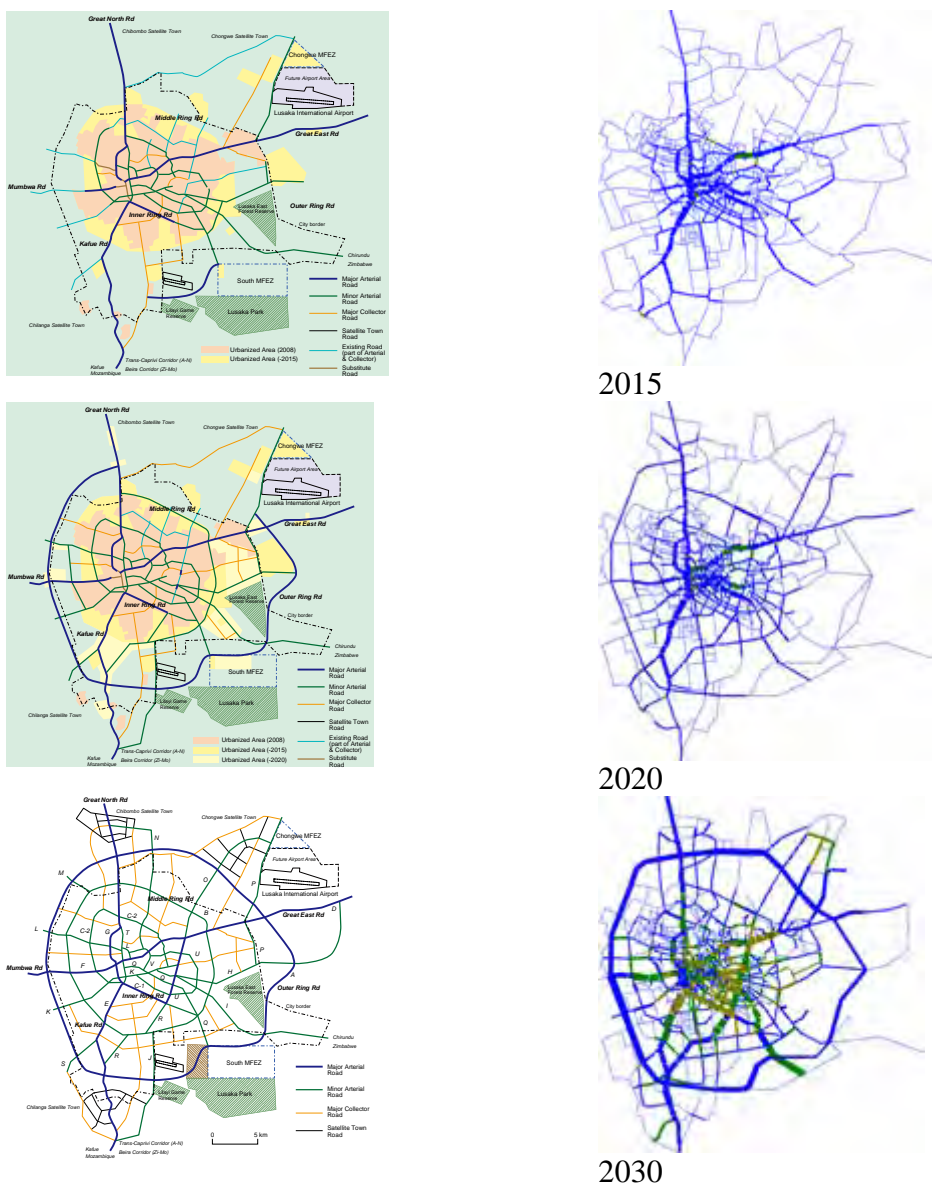 Great North Rd
Chibombo Satellite Town
Chongwe Satellite Town
Chongwe MFEZ
Future Airport Area
Lusaka International Airport
Middle Ring Rd
Great East Rd
Mumbwa Rd
Inner Ring Rd
Lusaka East
Forest Reserve
Outer Ring Rd
City border
Kafue Rd
Chirundu
Zimbabwe
South MFEZ
Lilayi Game
Reserve
Lusaka Park
Chilanga Satellite Town
Major Arterial
Road
Minor Arterial
Road
Major Collector
Road
Satellite Town
Road
Existing Road
(part of Arterial
& Collector)
Substitute
Road
Urbanized Area (2008)
Urbanized Area (-2015)
Trans-Caprivi Corridor (A-N)
Kafue
Mozambique
Beira Corridor (Zi-Mo)
2015
Great North Rd
Chibombo Satellite Town
Chongwe Satellite Town
Chongwe MFEZ
Future Airport Area
Lusaka International Airport
Middle Ring Rd
Great East Rd
Mumbwa Rd
Inner Ring Rd
Lusaka East
Forest Reserve
Outer Ring Rd
City border
Kafue Rd
Chirundu
Zimbabwe
South MFEZ
Lilayi Game
Reserve
Lusaka Park
Chilanga Satellite Town
Major Arterial
Road
Minor Arterial
Road
Major Collector
Road
Satellite Town
Road
Existing Road
(part of Arterial
& Collector)
Substitute
Road
Urbanized Area (2008)
Urbanized Area (-2015)
Urbanized Area (-2020)
Trans-Caprivi Corridor (A-N)
Kafue
Mozambique
Beira Corridor (Zi-Mo)
2020
Great North Rd
Chibombo Satellite Town
Chongwe Satellite Town
N
Chongwe MFEZ
Future Airport Area
M
O
P
Lusaka International Airport
Middle Ring Rd
B
Great East Rd
D
C-2
L
C-2
G
T
Mumbwa Rd
F
V
U
P
K
H
A
C-1
Lusaka East
Forest Reserve
Outer Ring Rd
Inner Ring Rd
E
U
I
City border
K
Kafue Rd
R
Q
Chirundu
Zimbabwe
S
R
J
South MFEZ
Lilayi Game
Reserve
Lusaka Park
Chilanga Satellite Town
Major Arterial
Road
Minor Arterial
Road
Major Collector
Road
Satellite Town
Road
0 5 km
Trans-Caprivi Corridor (A-N)
Kafue
Mozambique
Beira Corridor (Zi-Mo)
2030